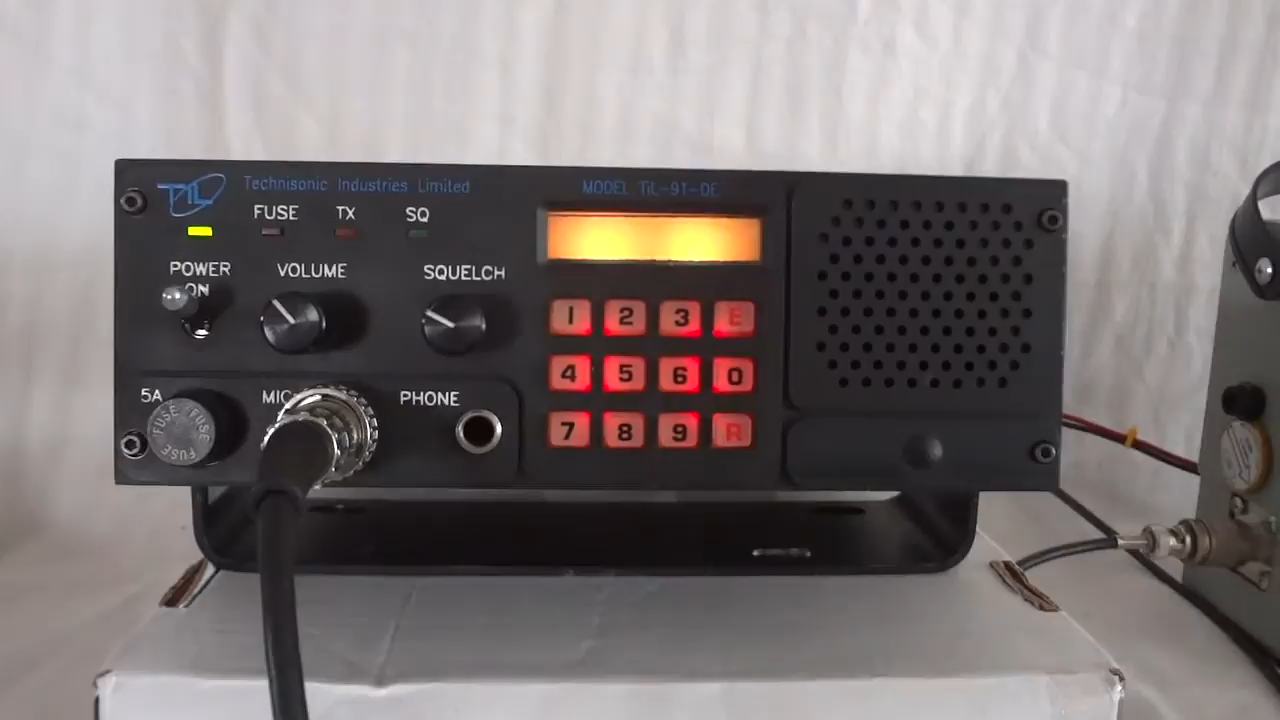 TiL Technisonic Industries Limited MODEL TiL-91-DE
FUSE TX SQ
POWER VOLUME SQUELCH
ON
1 2 3 E
4 5 6 0
5A MIC PHONE
7 8 9 R
FUSE FUSE FUSE